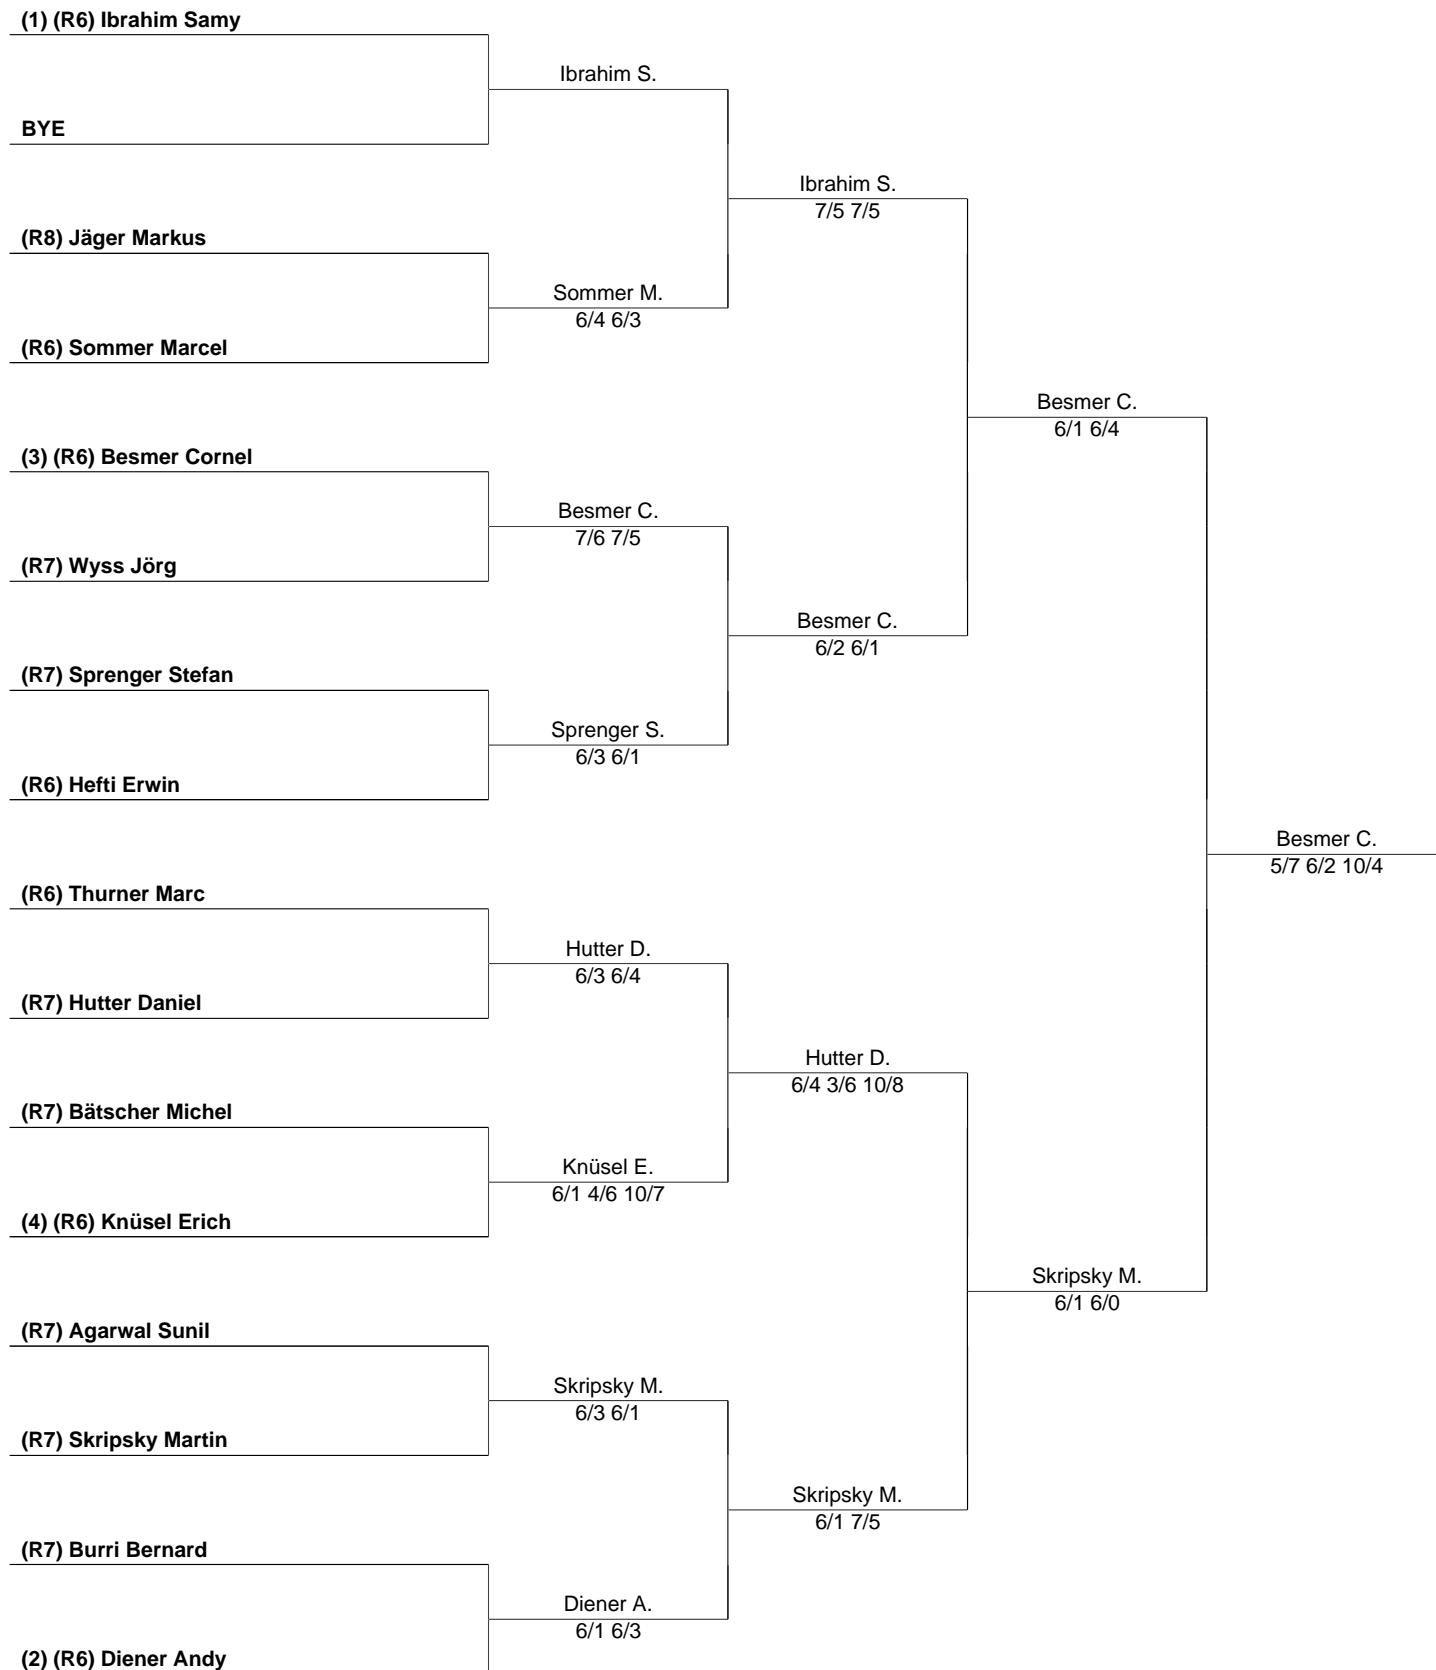 (1) (R6) Ibrahim Samy
Ibrahim S.
BYE
Ibrahim S.
7/5 7/5
(R8) Jäger Markus
Sommer M.
6/4 6/3
(R6) Sommer Marcel
Besmer C.
6/1 6/4
(3) (R6) Besmer Cornel
Besmer C.
7/6 7/5
(R7) Wyss Jörg
Besmer C.
6/2 6/1
(R7) Sprenger Stefan
Sprenger S.
6/3 6/1
(R6) Hefti Erwin
Besmer C.
5/7 6/2 10/4
(R6) Thurner Marc
Hutter D.
6/3 6/4
(R7) Hutter Daniel
Hutter D.
6/4 3/6 10/8
(R7) Bätscher Michel
Knüsel E.
6/1 4/6 10/7
(4) (R6) Knüsel Erich
Skripsky M.
6/1 6/0
(R7) Agarwal Sunil
Skripsky M.
6/3 6/1
(R7) Skripsky Martin
Skripsky M.
6/1 7/5
(R7) Burri Bernard
Diener A.
6/1 6/3
(2) (R6) Diener Andy